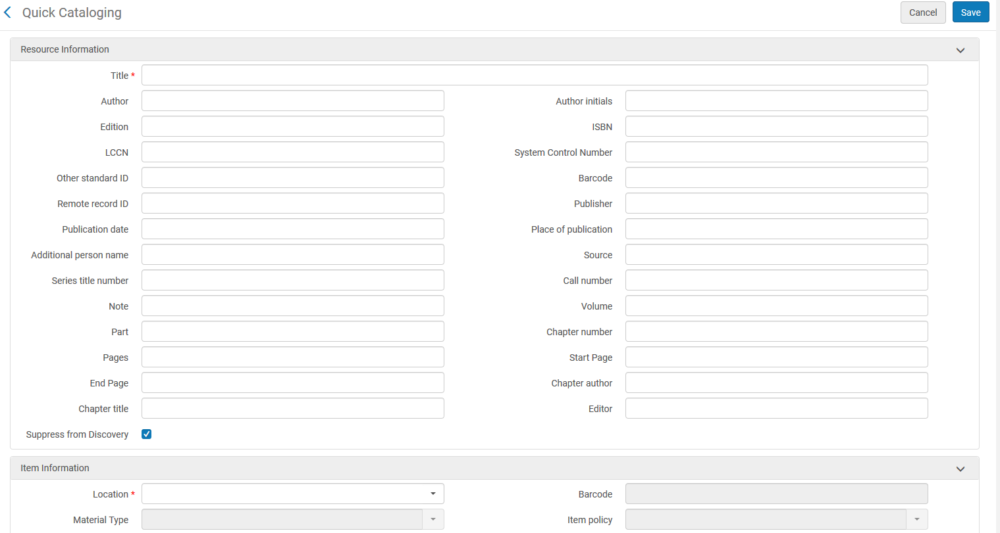 Quick Cataloging
Cancel
Save
Resource Information
Title *
Author
Author initials
Edition
ISBN
LCCN
System Control Number
Other standard ID
Barcode
Remote record ID
Publisher
Publication date
Place of publication
Additional person name
Source
Series title number
Call number
Note
Volume
Part
Chapter number
Pages
Start Page
End Page
Chapter author
Chapter title
Editor
Suppress from Discovery
Item Information
Location *
Barcode
Material Type
Item policy